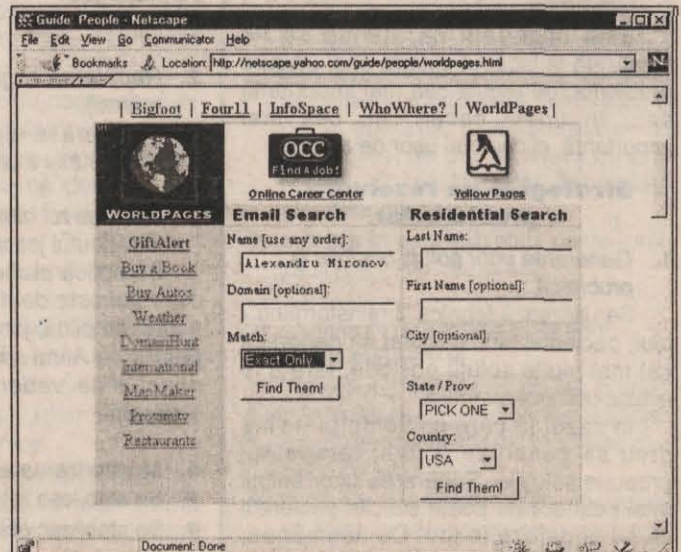 Guide: People - Netscape
File Edit View Go Communicator Help
Bookmarks Location: http://netscape.yahoo.com/guide/people/worldpages.html
N
| Bigfoot | Four11 | InfoSpace | WhoWhere? | WorldPages |
OCC
Find A Job!
Online Career Center
Yellow Pages
WORLDPAGES
Email Search
Residential Search
GiftAlert
Buy a Book
Buy Autos
Weather
DomainHunt
International
MapMaker
Proximity
Restaurants
Name [use any order]:
Alexandru Mironov
Domain [optional]:
Match:
Exact Only
Find Them!
Last Name:
First Name [optional]:
City [optional]:
State / Prov:
PICK ONE
Country:
USA
Find Them!
Document: Done